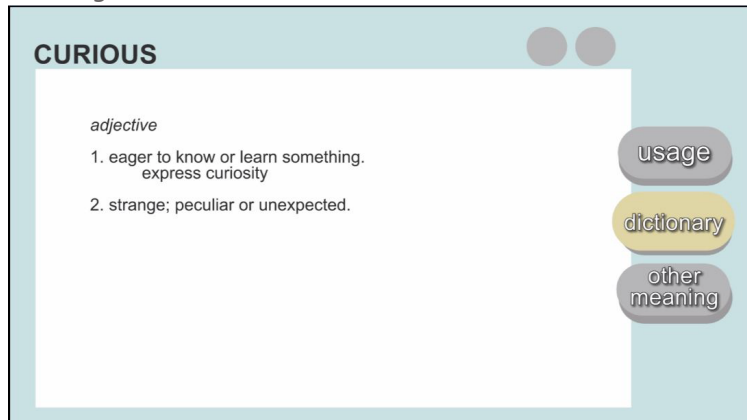 CURIOUS
adjective
1. eager to know or learn something.
express curiosity
2. strange; peculiar or unexpected.
usage
dictionary
other
meaning